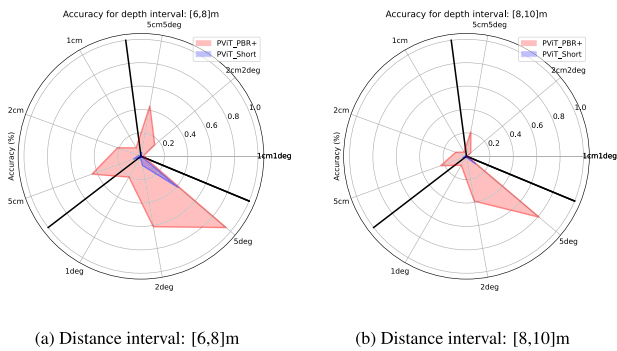 Accuracy for depth interval: [6,8]m
5cm5deg
PViT_PBR+
PViT_Short
1cm
2cm2deg
1.0
0.8
0.6
0.4
0.2
2cm
Accuracy (%)
1cm1deg
5cm
5deg
1deg
2deg
(a) Distance interval: [6,8]m
Accuracy for depth interval: [8,10]m
5cm5deg
PViT_PBR+
PViT_Short
1cm
2cm2deg
1.0
0.8
0.6
0.4
0.2
2cm
Accuracy (%)
1cm1deg
5cm
5deg
1deg
2deg
(b) Distance interval: [8,10]m